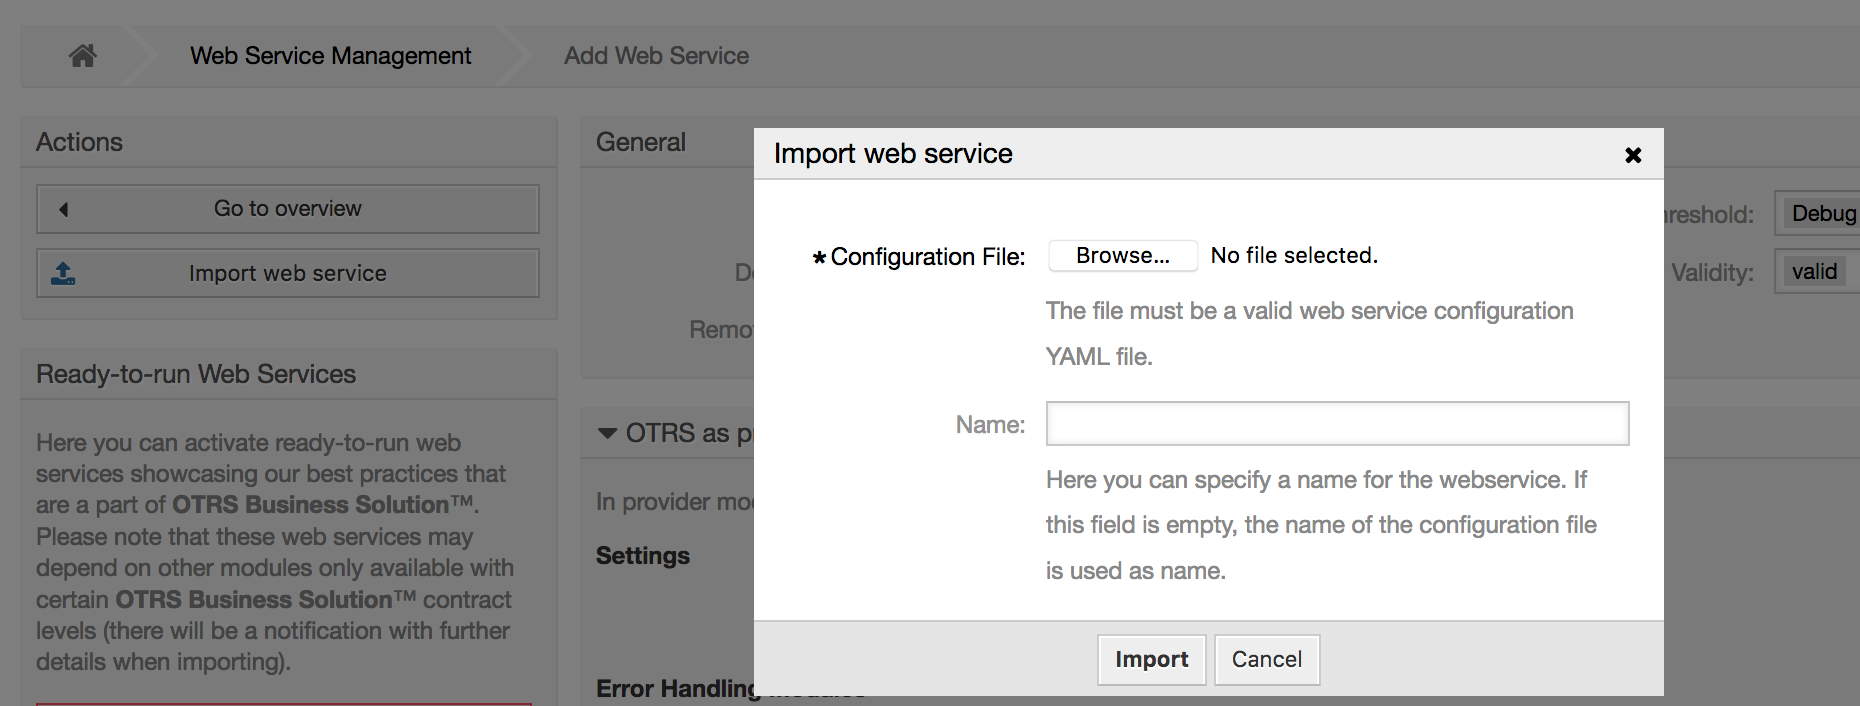 Web Service Management
Add Web Service
Actions
Go to overview
Import web service
Ready-to-run Web Services
Here you can activate ready-to-run web
services showcasing our best practices that
are a part of OTRS Business Solution™.
Please note that these web services may
depend on other modules only available with
certain OTRS Business Solution™ contract
levels (there will be a notification with further
details when importing).
General
Validity:
Debug
valid
OTRS as
In provider
Settings
Error Handling
Import web service
*Configuration File:
Browse...
No file selected.
The file must be a valid web service configuration
YAML file.
Name:
Here you can specify a name for the webservice. If
this field is empty, the name of the configuration file
is used as name.
Import
Cancel